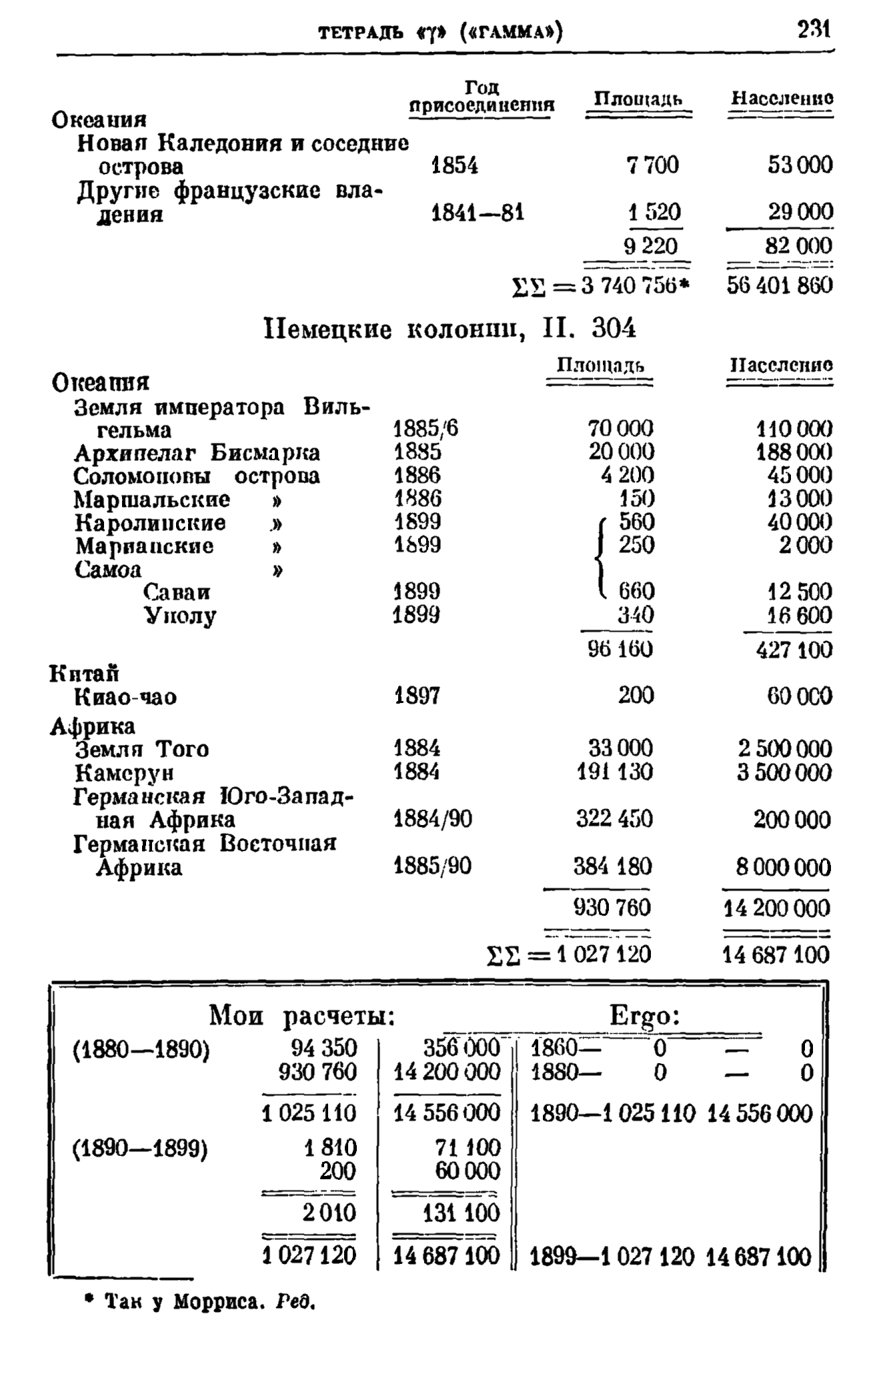 ТЕТРАДЬ «γ» («ГАММА») 231
Год
присоединения Площадь Население
Океания
Новая Каледония и соседние
острова 1854 7 700 53 000
Другие французские вла-
дения 1841—81 1 520 29 000
9 220 82 000
ΣΣ = 3 740 756* 56 401 860
Немецкие колонии, II. 304
Площадь Население
Океания
Земля императора Виль-
гельма 1885/6 70 000 110 000
Архипелаг Бисмарка 1885 20 000 188 000
Соломоновы острова 1886 4 200 45 000
Маршальские » 1886 150 13 000
Каролинские » 1899 560 40 000
Марианские » 1899 250 2 000
Самоа »
Саваи 1899 660 12 500
Уполу 1899 340 16 600
96 160 427 100
Китай
Киао-чао 1897 200 60 000
Африка
Земля Того 1884 33 000 2 500 000
Камерун 1884 191 130 3 500 000
Германская Юго-Запад-
ная Африка 1884/90 322 450 200 000
Германская Восточная
Африка 1885/90 384 180 8 000 000
930 760 14 200 000
ΣΣ = 1 027 120 14 687 100
Мои расчеты: Ergo:
(1880—1890) 94 350 356 000 1860— 0 — 0
930 760 14 200 000 1880— 0 — 0
1 025 110 14 556 000 1890—1 025 110 14 556 000
(1890—1899) 1 810 71 100
200 60 000
2 010 131 100
1 027 120 14 687 100 1899—1 027 120 14 687 100
* Так у Морриса. Ред.